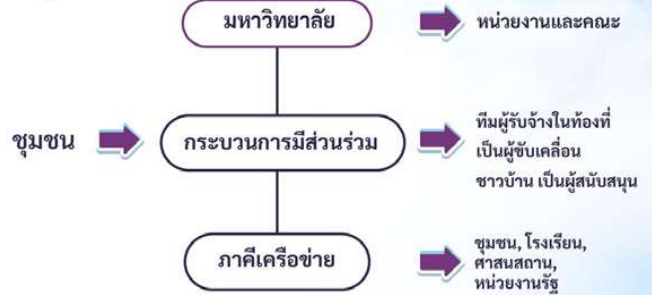 มหาวิทยาลัย
หน่วยงานและคณะ
ชุมชน
กระบวนการมีส่วนร่วม
ทีมผู้รับจ้างในท้องที่
เป็นผู้ขับเคลื่อน
ชาวบ้าน เป็นผู้สนับสนุน
ภาคีเครือข่าย
ชุมชน, โรงเรียน,
ศาสนสถาน,
หน่วยงานรัฐ